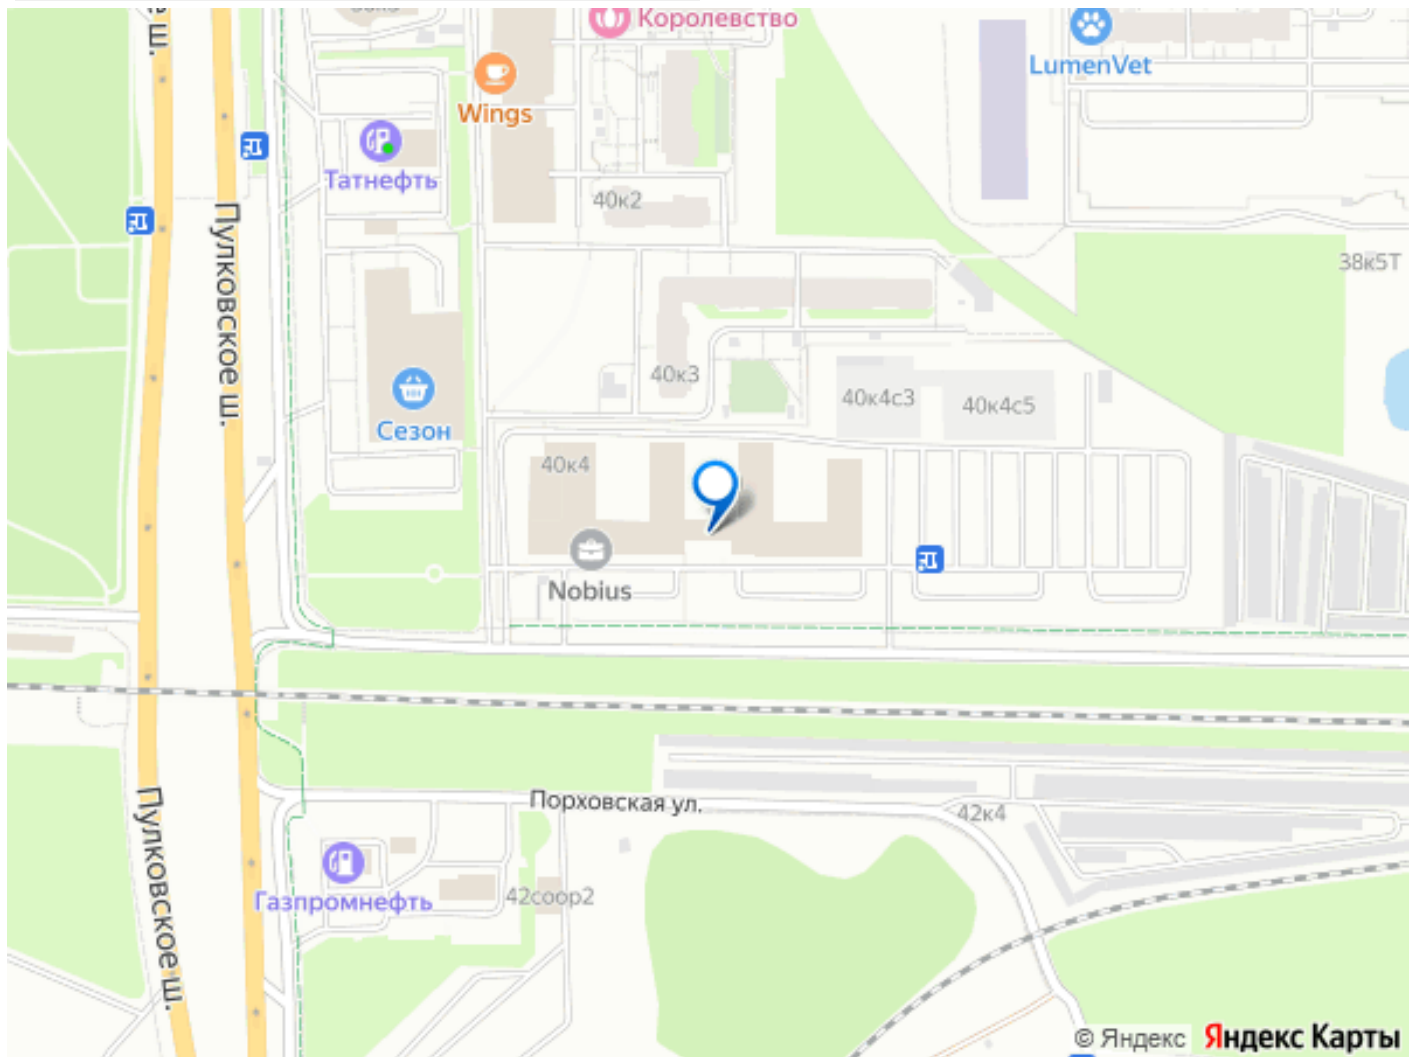 Королевство
LumenVet
Wings
Татнефть
40к2
Пулковское ш.
38к5Т
40к3
40к4с3
40к4с5
Сезон
40к4
Nobius
Порховская ул.
42к4
Пулковское ш.
Газпромнефть
42соор2
© Яндекс Яндекс Карты